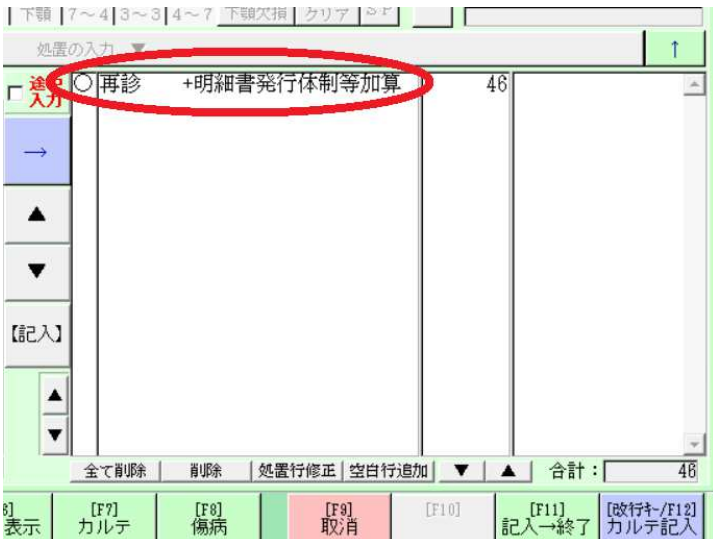 下顎 7～4 3～3 4～7 下顎欠損 クリア SP
処置の入力 ▼ ↑
途中
入力
○ 再診 +明細書発行体制等加算 46
→
▲
▼
【記入】
▲
▼
全て削除 削除 処置行修正 空白行追加 ▼ ▲ 合計： 46
[F7] [F8] [F9] [F10] [F11] [改行キ-/F12]
表示 カルテ 傷病 取消 記入→終了 カルテ記入